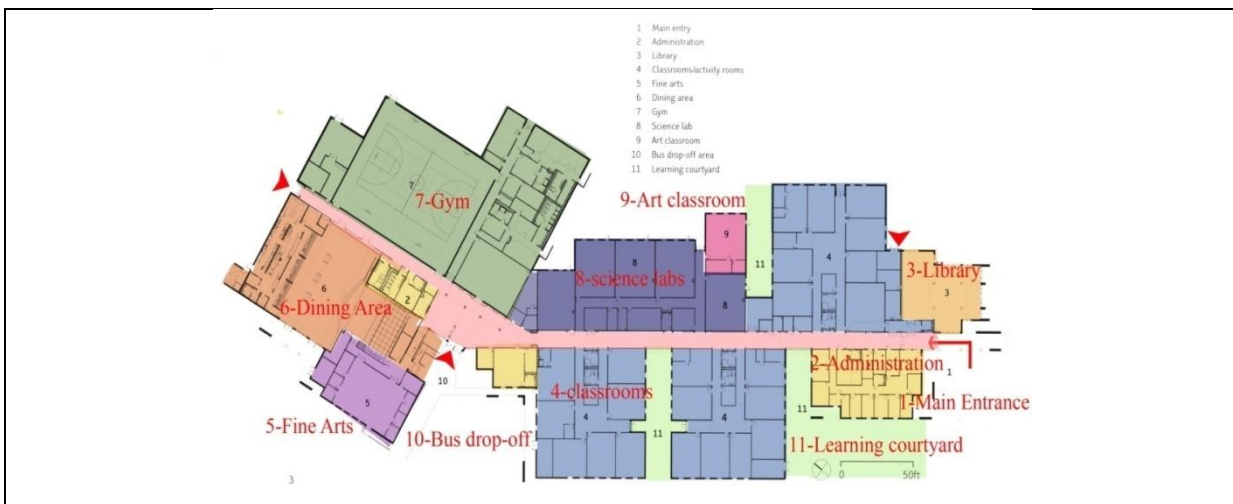 1 Main entry
2 Administration
3 Library
4 Classrooms/activity rooms
5 Fine arts
6 Dining area
7 Gym
8 Science lab
9 Art classroom
10 Bus drop-off area
11 Learning courtyard
7-Gym
9-Art classroom
9
4
11
8
8-science labs
8
3-Library
3
2
6
6-Dining Area
2-Administration
1
10
4-classrooms
1-Main Entrance
5
4
4
11
5-Fine Arts
10-Bus drop-off
11
11-Learning courtyard
0 50ft
3